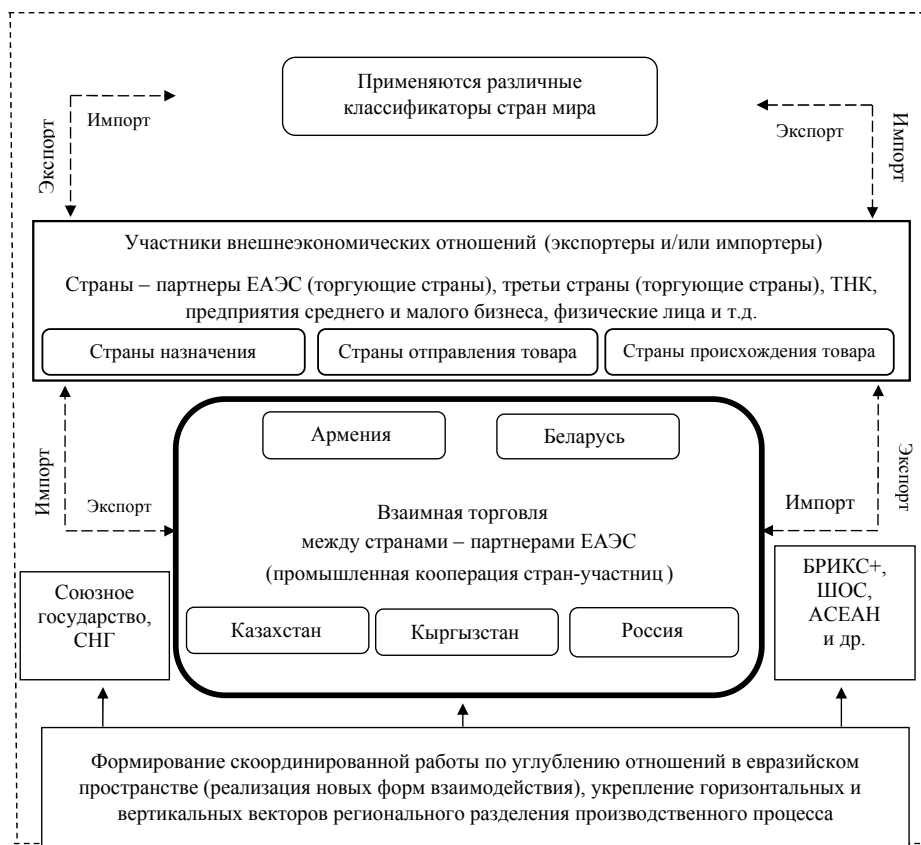 Применяются различные
классификаторы стран мира
Экспорт
Импорт
Экспорт
Импорт
Участники внешнеэкономических отношений (экспортеры и/или импортеры)
Страны – партнеры ЕАЭС (торгующие страны), третьи страны (торгующие страны), ТНК,
предприятия среднего и малого бизнеса, физические лица и т.д.
Страны назначения
Страны отправления товара
Страны происхождения товара
Импорт
Экспорт
Армения
Беларусь
Взаимная торговля
между странами – партнерами ЕАЭС
(промышленная кооперация стран-участниц)
Казахстан
Кыргызстан
Россия
Импорт
Экспорт
Союзное
государство,
СНГ
БРИКС+,
ШОС,
АСЕАН
и др.
Формирование скоординированной работы по углублению отношений в евразийском
пространстве (реализация новых форм взаимодействия), укрепление горизонтальных и
вертикальных векторов регионального разделения производственного процесса